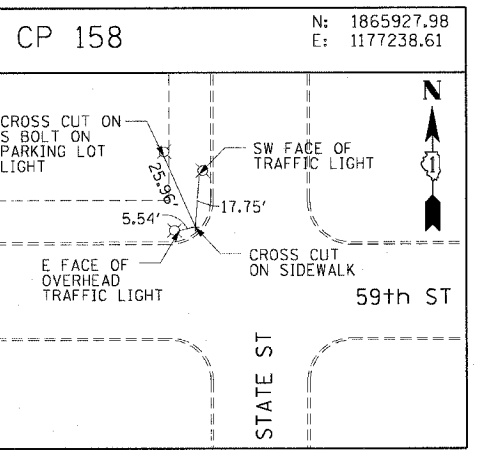 CP 158
N: 1865927.98
E: 1177238.61
N
1
CROSS CUT ON
S BOLT ON
PARKING LOT
LIGHT
25.96'
SW FACE OF
TRAFFIC LIGHT
5.54'
17.75'
CROSS CUT
ON SIDEWALK
E FACE OF
OVERHEAD
TRAFFIC LIGHT
59th ST
STATE ST